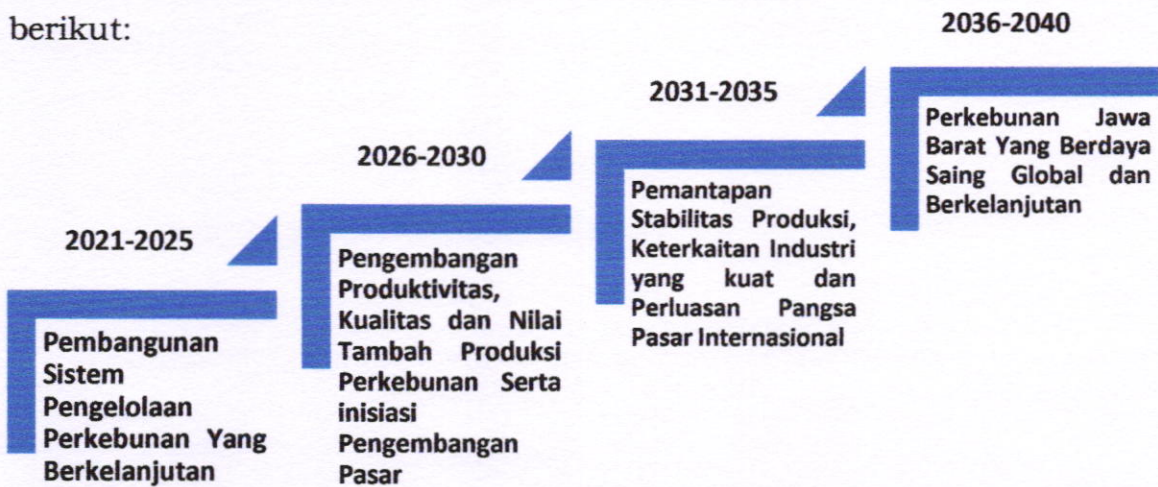 berikut:
2021-2025
Pembangunan
Sistem
Pengelolaan
Perkebunan Yang
Berkelanjutan
2026-2030
Pengembangan
Produktivitas,
Kualitas dan Nilai
Tambah Produksi
Perkebunan Serta
inisiasi
Pengembangan
Pasar
2031-2035
Pemantapan
Stabilitas Produksi,
Keterkaitan Industri
yang kuat dan
Perluasan Pangsa
Pasar Internasional
2036-2040
Perkebunan Jawa
Barat Yang Berdaya
Saing Global dan
Berkelanjutan